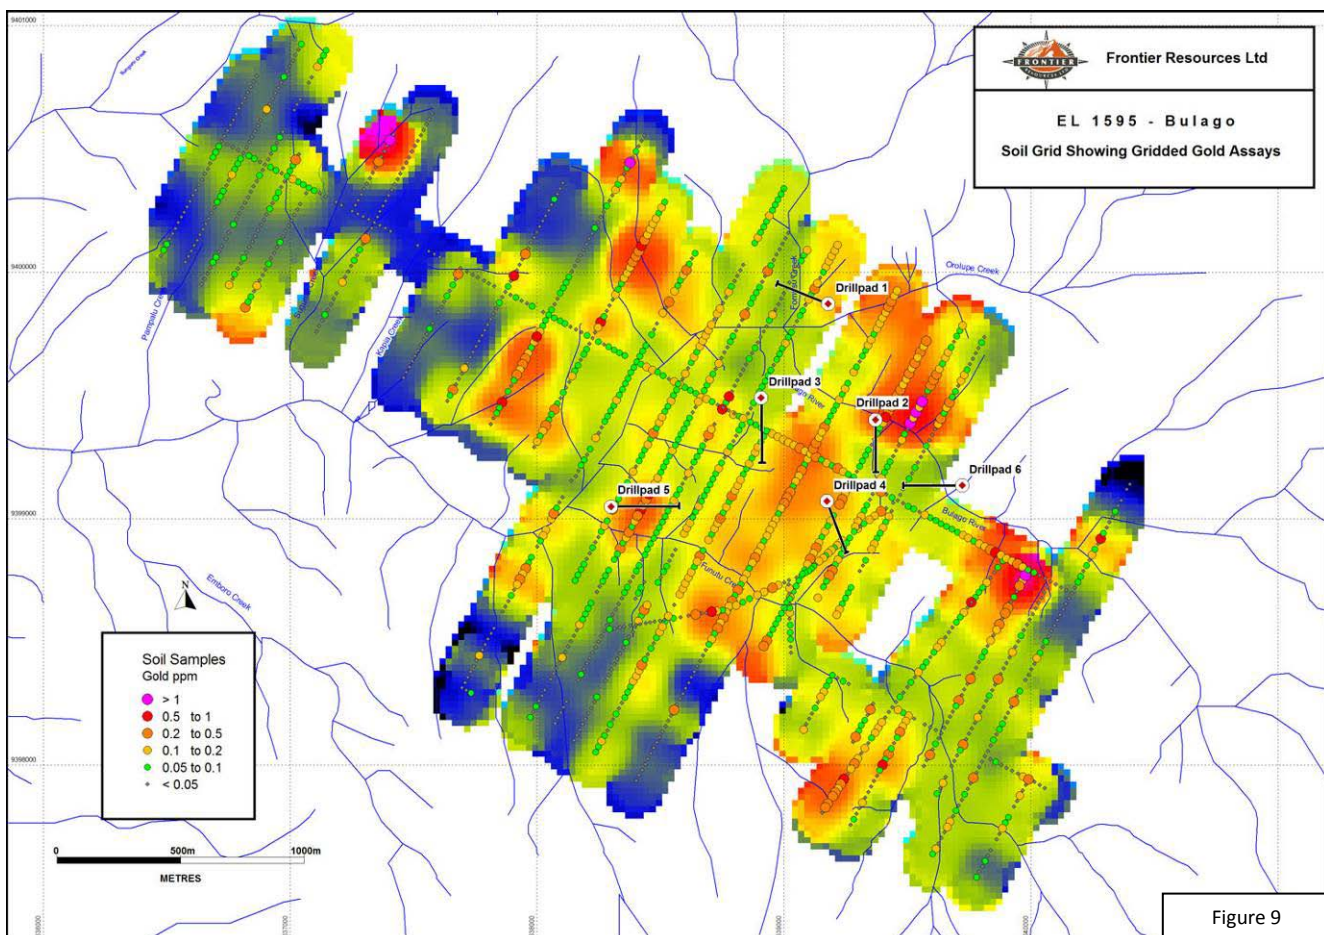 9401000
FRONTIER
Frontier Resources Ltd
EL 1595 - Bulago
Soil Grid Showing Gridded Gold Assays
9400000
Orolupe Creek
Drillpad 1
Drillpad 3
Drillpad 2
Drillpad 6
Drillpad 4
Drillpad 5
9399000
Bulago River
Emboro Creek
N
Soil Samples
Gold ppm
> 1
0.5 to 1
0.2 to 0.5
0.1 to 0.2
0.05 to 0.1
< 0.05
9398000
0 500m 1000m
METRES
Figure 9